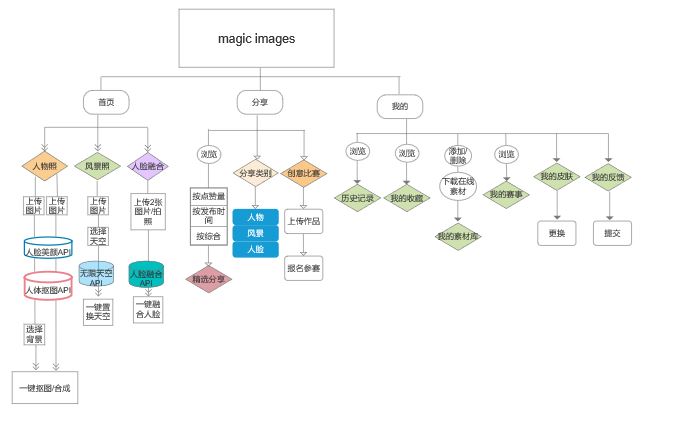 magic images
首页
分享
我的
人物照
风景照
人脸融合
上传
图片
上传
图片
上传
图片
上传2张
图片/拍
照
选择
天空
人脸美颜API
人体抠图API
无限天空
API
人脸融合
API
一键置
换天空
一键融
合人脸
选择
背景
一键抠图/合成
浏览
分享类别
创意比赛
按点赞量
按发布时
间
按综合
精选分享
人物
风景
人脸
上传作品
报名参赛
浏览
浏览
添加/
删除
浏览
下载在线
素材
历史记录
我的收藏
我的素材库
我的赛事
我的皮肤
我的反馈
更换
提交